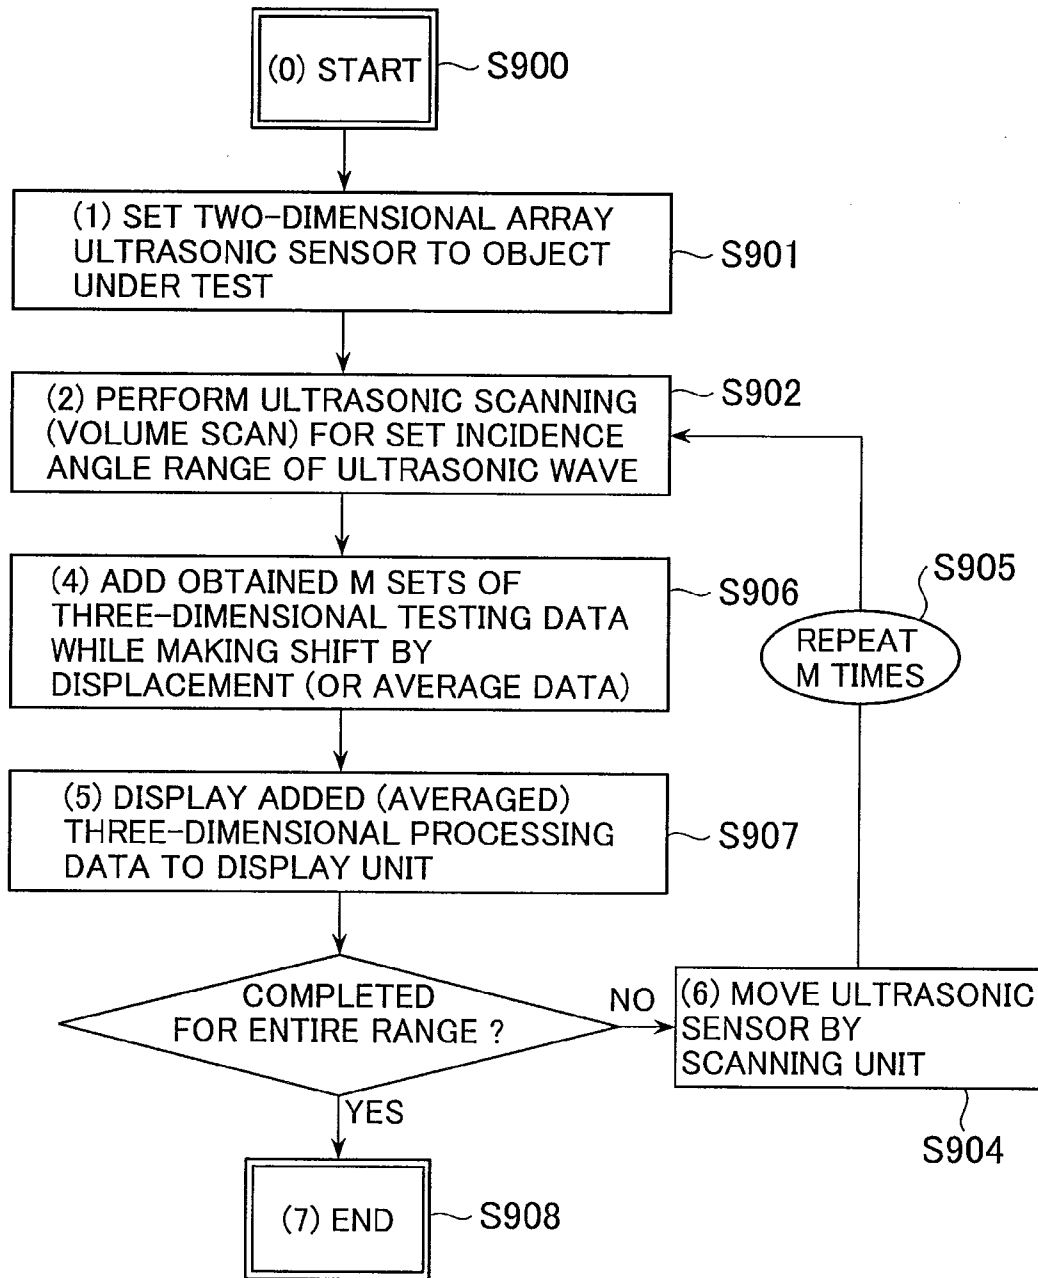 (0) START
S900
(1) SET TWO-DIMENSIONAL ARRAY
ULTRASONIC SENSOR TO OBJECT
UNDER TEST
S901
(2) PERFORM ULTRASONIC SCANNING
(VOLUME SCAN) FOR SET INCIDENCE
ANGLE RANGE OF ULTRASONIC WAVE
S902
(4) ADD OBTAINED M SETS OF
THREE-DIMENSIONAL TESTING DATA
WHILE MAKING SHIFT BY
DISPLACEMENT (OR AVERAGE DATA)
S906
S905
REPEAT
M TIMES
(5) DISPLAY ADDED (AVERAGED)
THREE-DIMENSIONAL PROCESSING
DATA TO DISPLAY UNIT
S907
COMPLETED
FOR ENTIRE RANGE ?
NO
(6) MOVE ULTRASONIC
SENSOR BY
SCANNING UNIT
S904
YES
(7) END
S908